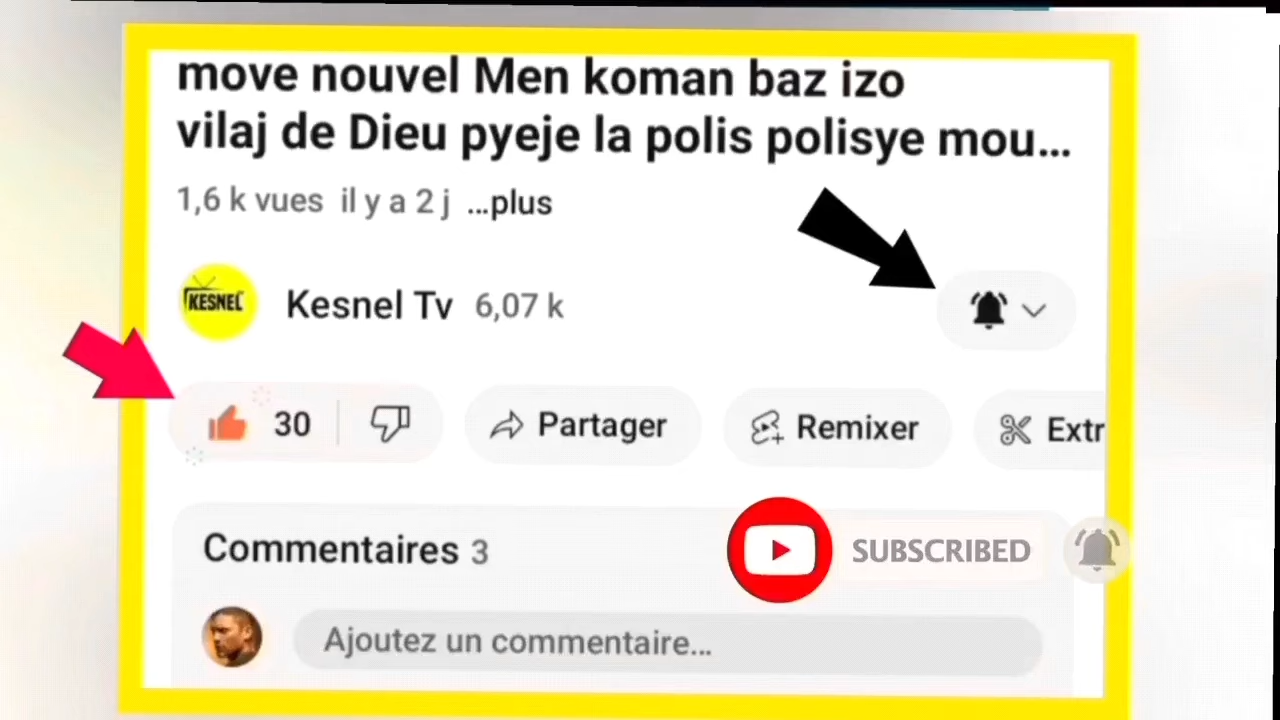 move nouvel Men koman baz izo
vilaj de Dieu pyeje la polis polisye mou...
1,6 k vues il y a 2 j ...plus
KESNEL
Kesnel Tv 6,07 k
30
Partager
Remixer
Extr
Commentaires 3
SUBSCRIBED
Ajoutez un commentaire...